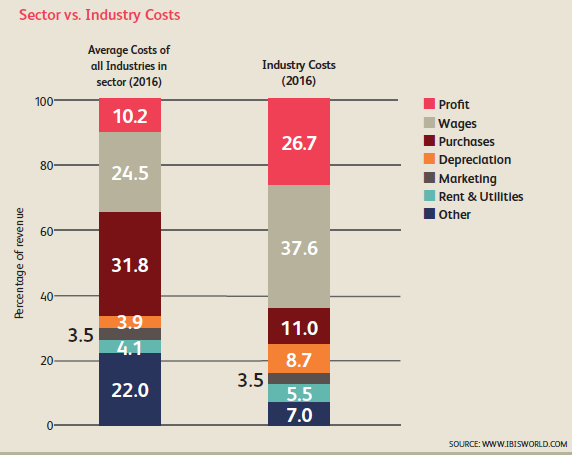 Sector vs. Industry Costs
Average Costs of
all Industries in
sector (2016)
Industry Costs
(2016)
Percentage of revenue
100
80
60
40
20
0
10.2
24.5
31.8
3.9
3.5
4.1
22.0
26.7
37.6
11.0
8.7
3.5
5.5
7.0
Profit
Wages
Purchases
Depreciation
Marketing
Rent & Utilities
Other
SOURCE: WWW.IBISWORLD.COM